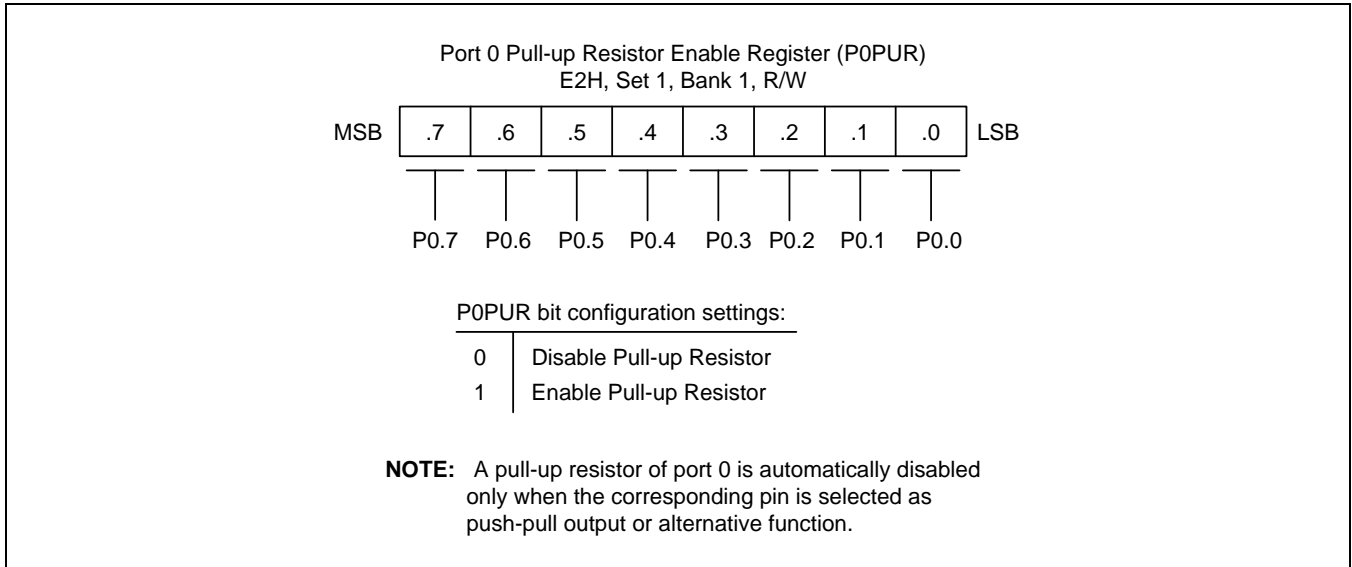 Port 0 Pull-up Resistor Enable Register (P0PUR)
E2H, Set 1, Bank 1, R/W
MSB .7 .6 .5 .4 .3 .2 .1 .0 LSB
P0.7 P0.6 P0.5 P0.4 P0.3 P0.2 P0.1 P0.0
P0PUR bit configuration settings:
0 Disable Pull-up Resistor
1 Enable Pull-up Resistor
NOTE: A pull-up resistor of port 0 is automatically disabled
only when the corresponding pin is selected as
push-pull output or alternative function.